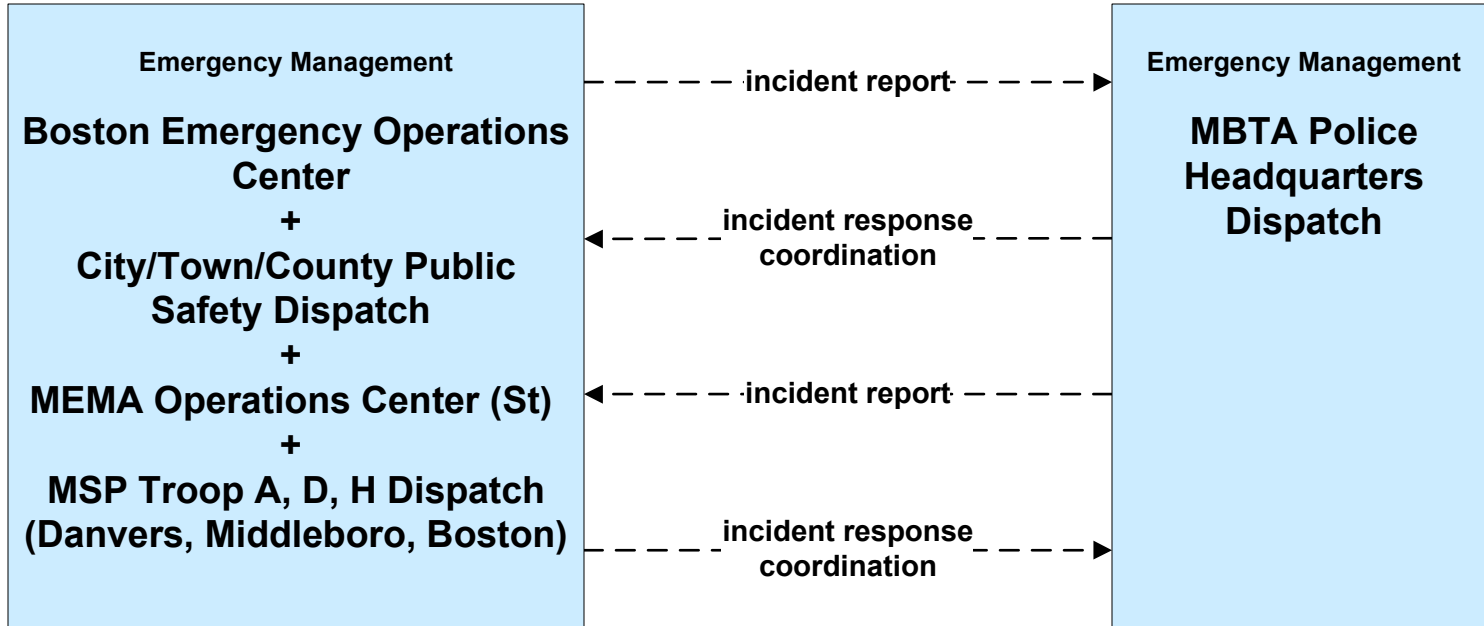 Emergency Management
Boston Emergency Operations
Center
+
City/Town/County Public
Safety Dispatch
+
MEMA Operations Center (St)
+
MSP Troop A, D, H Dispatch
(Danvers, Middleboro, Boston)
incident report
incident response
coordination
incident report
incident response
coordination
Emergency Management
MBTA Police
Headquarters
Dispatch